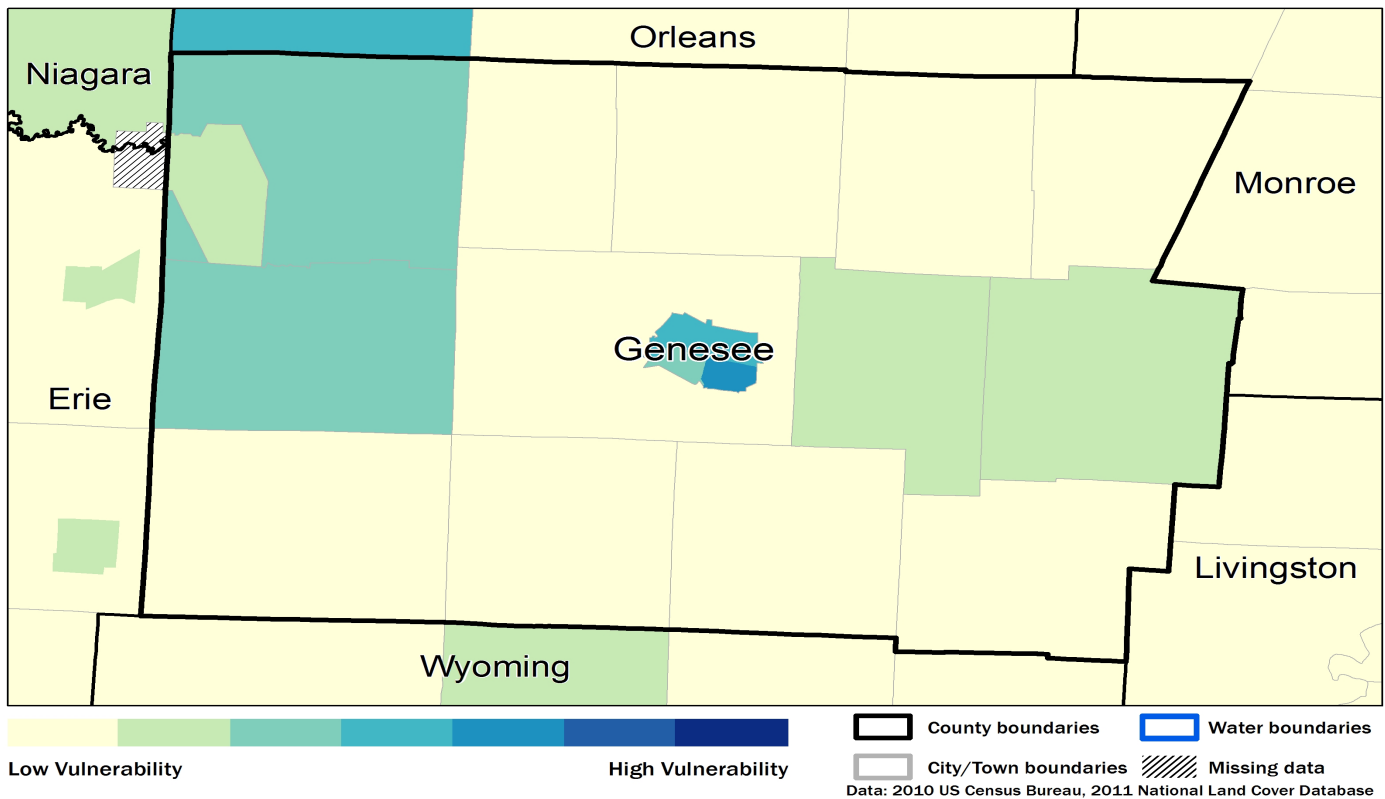 Orleans
Niagara
Monroe
Genesee
Erie
Livingston
Wyoming
Low Vulnerability
High Vulnerability
County boundaries
Water boundaries
City/Town boundaries
Missing data
Data: 2010 US Census Bureau, 2011 National Land Cover Database